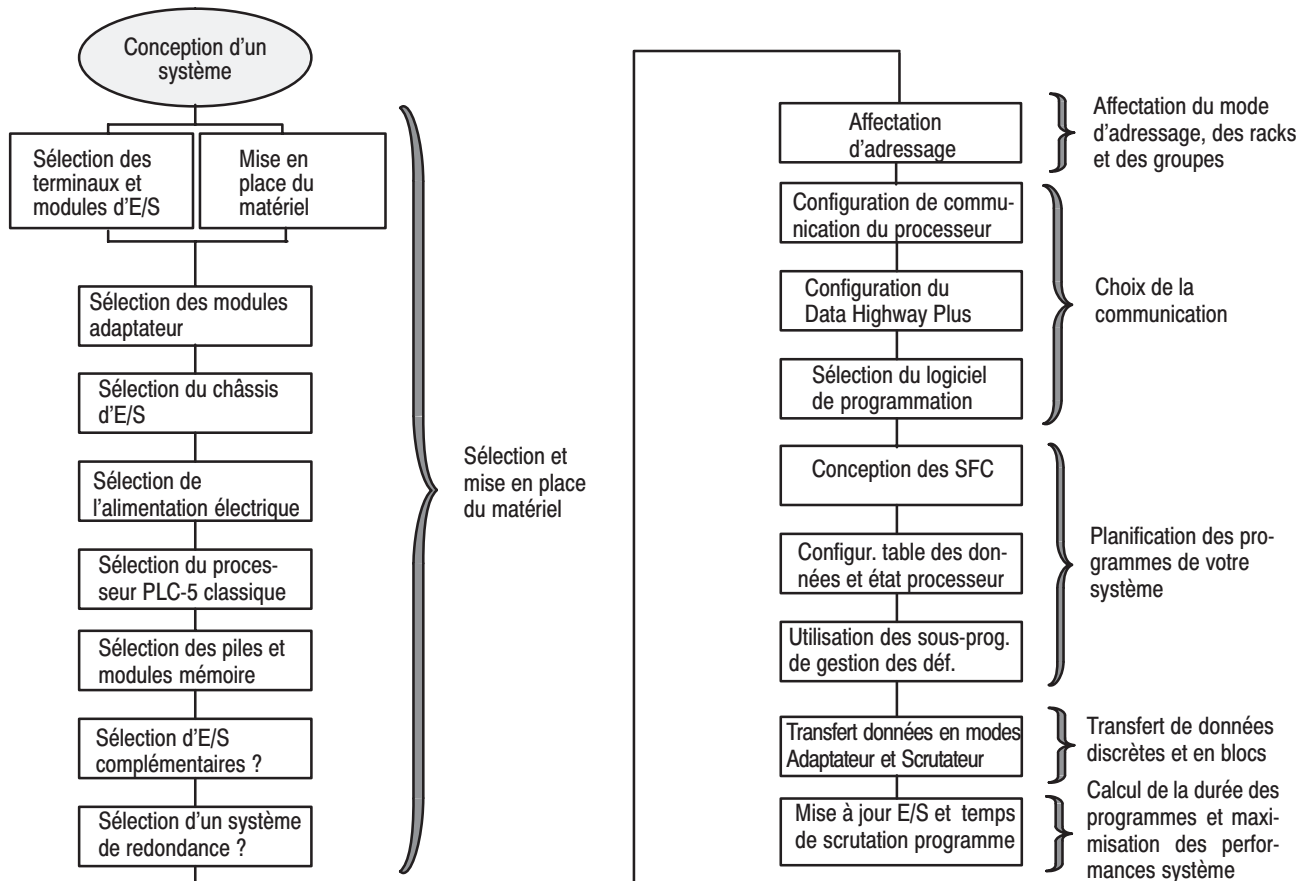 Conception d'un
système
Sélection des
terminaux et
modules d'E/S
Mise en
place du
matériel
Sélection des modules
adaptateur
Sélection du châssis
d'E/S
Sélection de
l'alimentation électrique
Sélection du proces-
seur PLC-5 classique
Sélection des piles et
modules mémoire
Sélection d'E/S
complémentaires ?
Sélection d'un système
de redondance ?
Sélection et
mise en place
du matériel
Affectation
d'adressage
Configuration de commu-
nication du processeur
Configuration du
Data Highway Plus
Sélection du logiciel
de programmation
Conception des SFC
Configur. table des don-
nées et état processeur
Utilisation des sous-prog.
de gestion des déf.
Transfert données en modes
Adaptateur et Scrutateur
Mise à jour E/S et temps
de scrutation programme
Affectation du mode
d'adressage, des racks
et des groupes
Choix de la
communication
Planification des pro-
grammes de votre
système
Transfert de données
discrètes et en blocs
Calcul de la durée des
programmes et maxi-
misation des perfor-
mances système